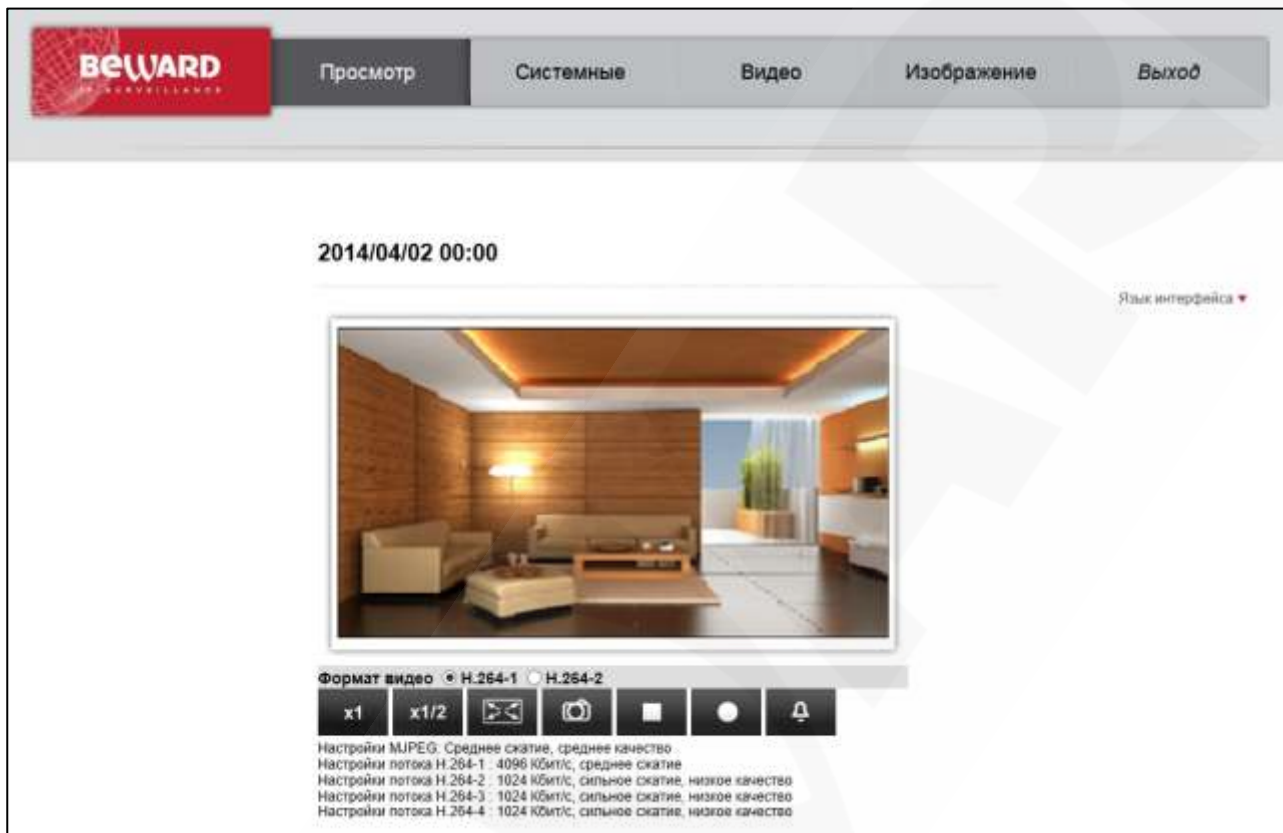 BEWARD
IP SURVEILLANCE
Просмотр
Системные
Видео
Изображение
Выход
2014/04/02 00:00
Язык интерфейса
Формат видео H.264-1 H.264-2
x1 x1/2
Настройки MJPEG: Среднее сжатие, среднее качество
Настройки потока H.264-1 : 4096 Кбит/с, среднее сжатие
Настройки потока H.264-2 : 1024 Кбит/с, сильное сжатие, низкое качество
Настройки потока H.264-3 : 1024 Кбит/с, сильное сжатие, низкое качество
Настройки потока H.264-4 : 1024 Кбит/с, сильное сжатие, низкое качество